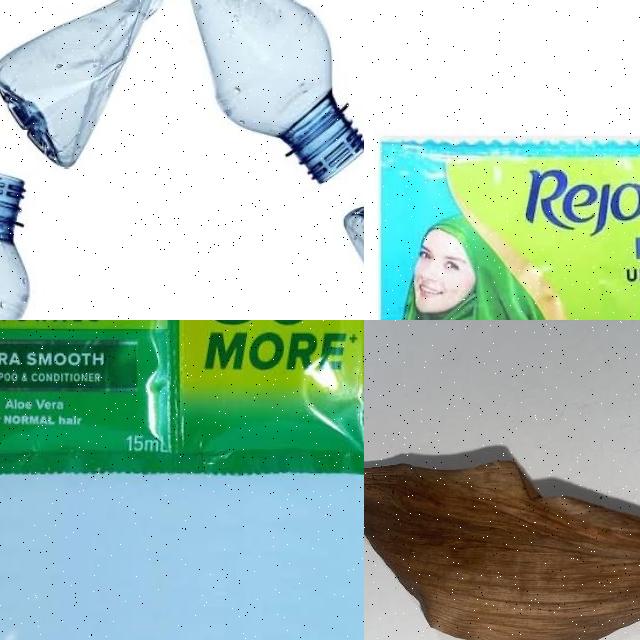 Rejo
RA SMOOTH
POO & CONDITIONER
Aloe Vera
NORMAL hair
15mL
MORE+